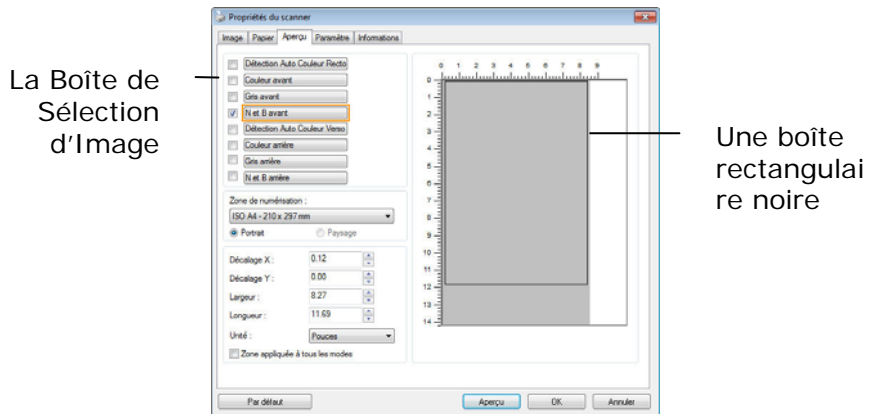 Propriétés du scanner
Image Papier Aperçu Paramètre Informations
La Boîte de
Sélection
d'Image
Détection Auto Couleur Recto
Couleur avant
Gris avant
N et B avant
Détection Auto Couleur Verso
Couleur arrière
Gris arrière
N et B arrière
Zone de numérisation :
ISO A4 - 210 x 297 mm
Portrait Paysage
Décalage X : 0.12
Décalage Y : 0.00
Largeur : 8.27
Longueur : 11.69
Unté : Pouces
Zone appliquée à tous les modes
0 1 2 3 4 5 6 7 8 9
0
1
2
3
4
5
6
7
8
9
10
11
12
13
14
Une boîte
rectangulai
re noire
Par défaut Aperçu OK Annuler